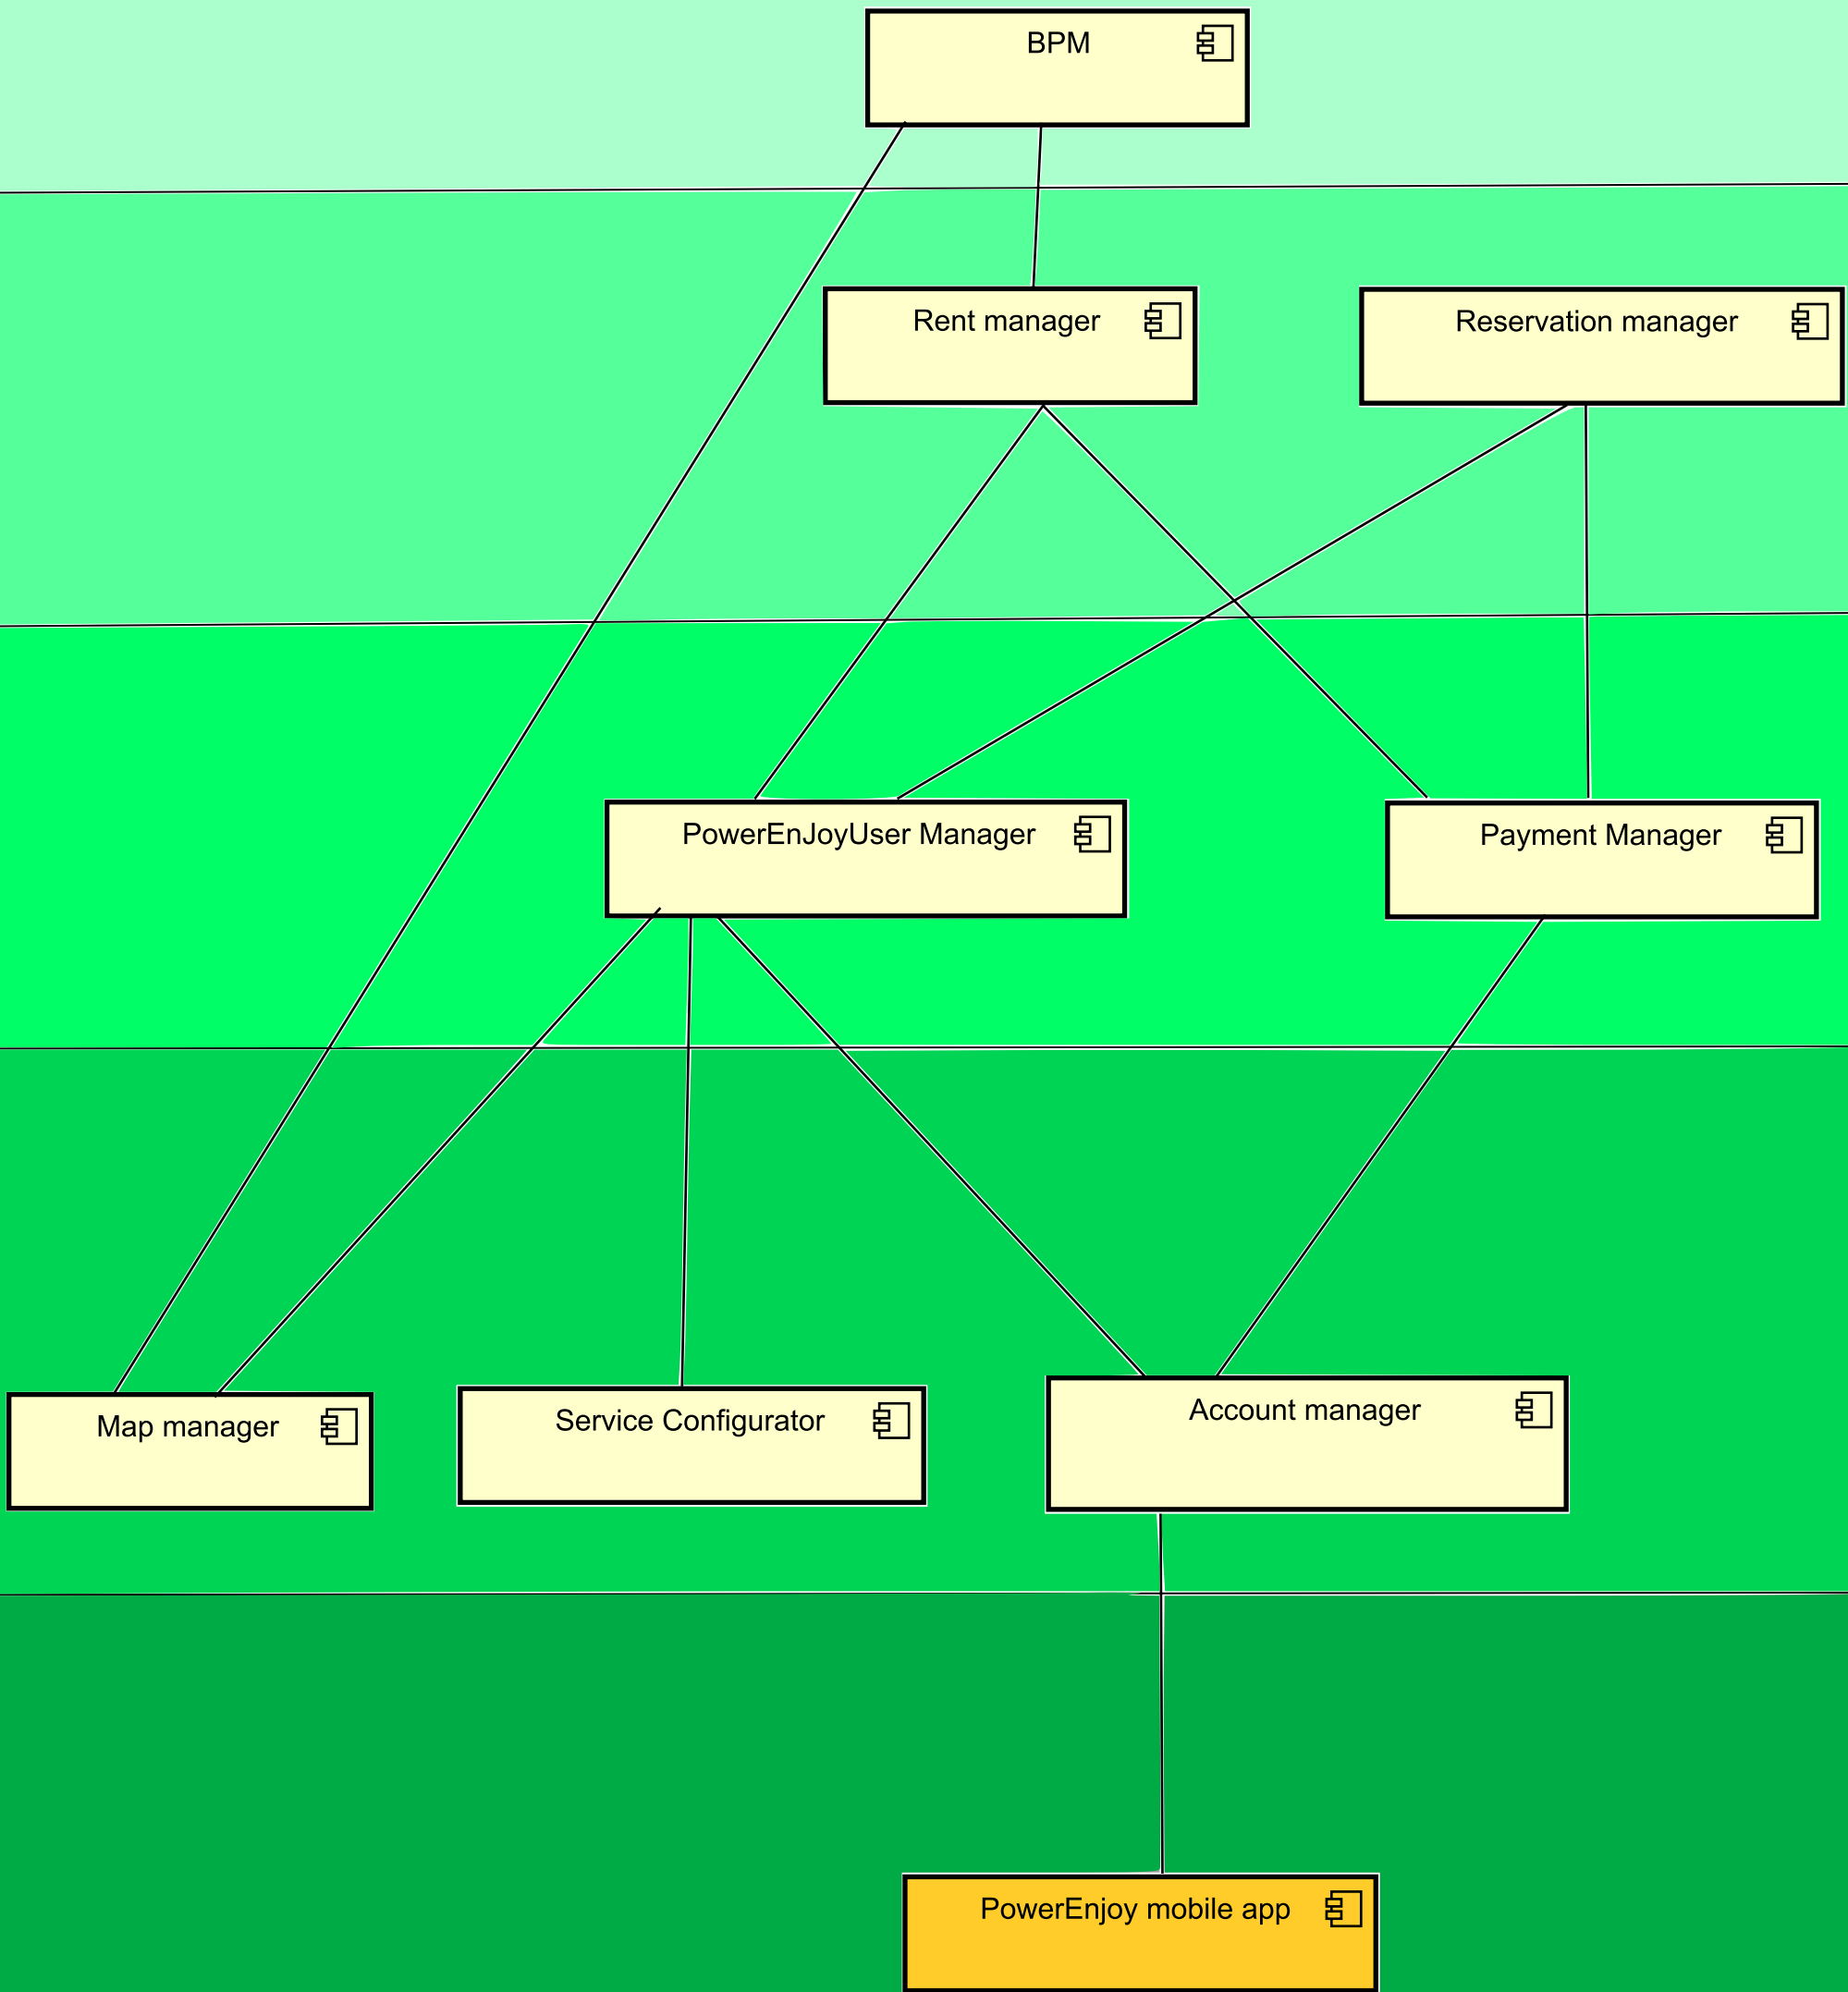 BPM
Rent manager
Reservation manager
PowerEnJoyUser Manager
Payment Manager
Map manager
Service Configurator
Account manager
PowerEnjoy mobile app